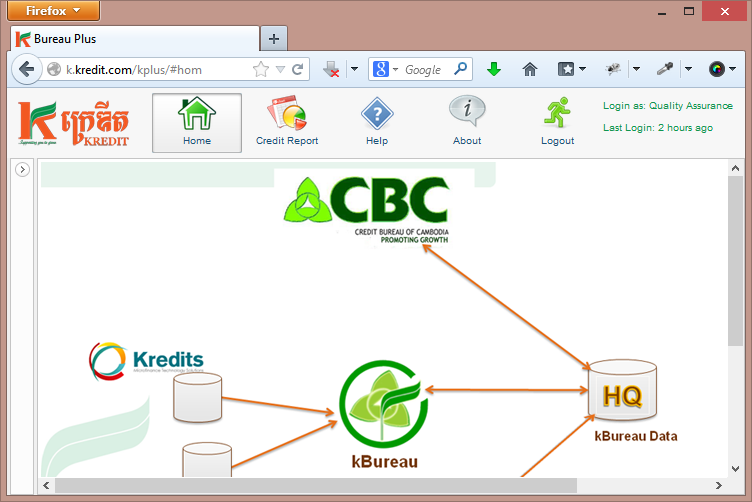 Firefox
Bureau Plus
k.kredit.com/kplus/#hom
Google
ក្រេឌីត
KREDIT
Home
Credit Report
Help
About
Logout
Login as: Quality Assurance
Last Login: 2 hours ago
CBC
CREDIT BUREAU OF CAMBODIA
PROMOTING GROWTH
Kredits
HQ
kBureau Data
kBureau